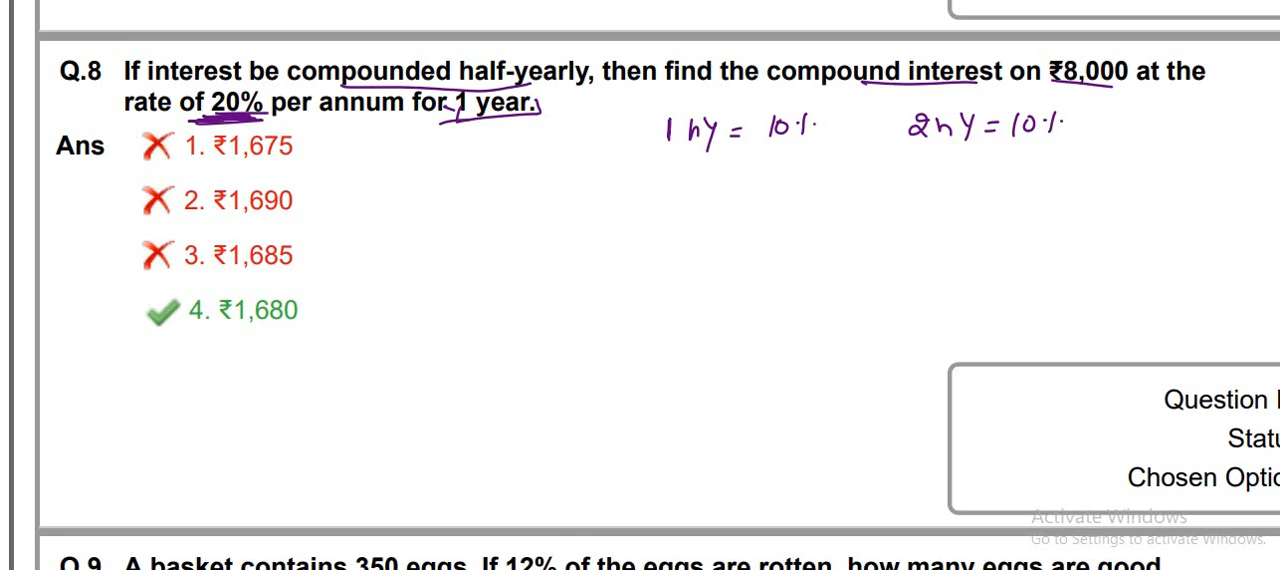 Q.8 If interest be compounded half-yearly, then find the compound interest on ₹8,000 at the
rate of 20% per annum for 1 year.
1 hy = 10%
2hy = 10%
Ans 1. ₹1,675
2. ₹1,690
3. ₹1,685
4. ₹1,680
Question
Statu
Chosen Optio
Activate Windows
Go to Settings to activate Windows.
Q.9 A basket contains 350 eggs. If 12% of the eggs are rotten, how many eggs are good